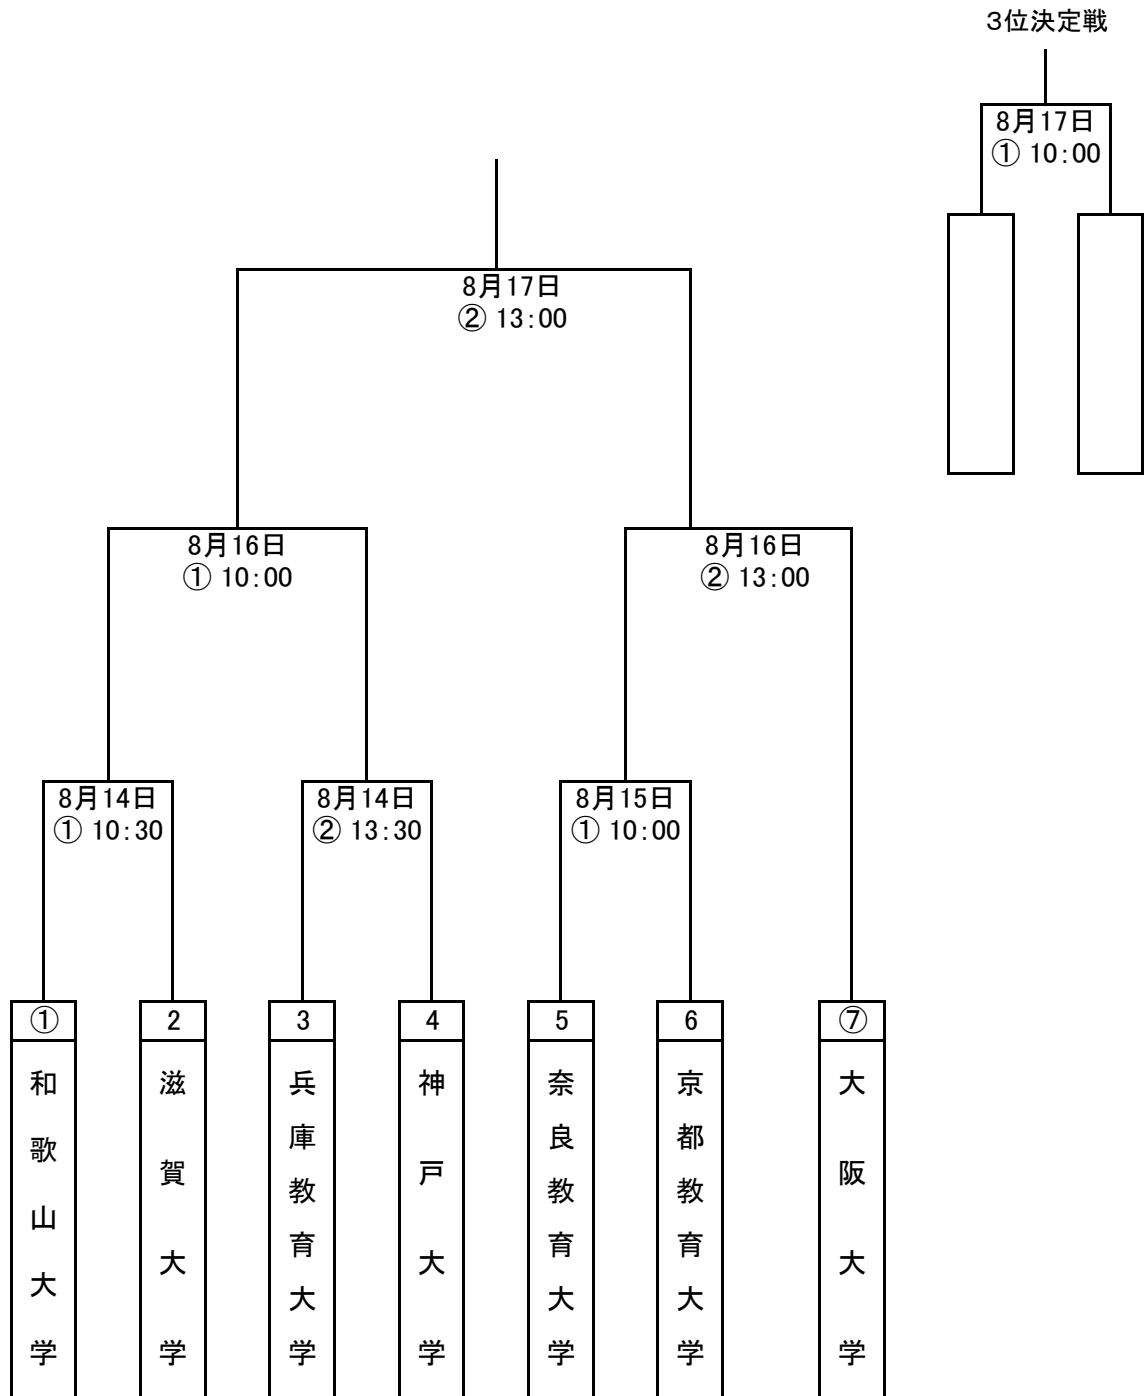 ３位決定戦
8月17日
① 10:00
8月17日
② 13:00
8月16日
① 10:00
8月16日
② 13:00
8月14日
① 10:30
8月14日
② 13:30
8月15日
① 10:00
①
和歌山大学
2
滋賀大学
3
兵庫教育大学
4
神戸大学
5
奈良教育大学
6
京都教育大学
⑦
大阪大学